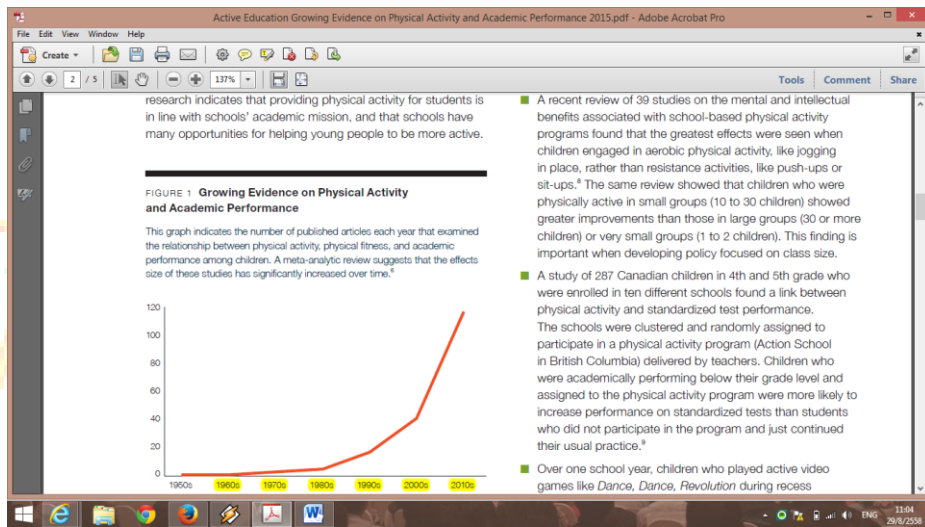 Active Education Growing Evidence on Physical Activity and Academic Performance 2015.pdf - Adobe Acrobat Pro
File Edit View Window Help
Create
2 / 5
137%
Tools Comment Share
research indicates that providing physical activity for students is
in line with schools' academic mission, and that schools have
many opportunities for helping young people to be more active.
FIGURE 1 Growing Evidence on Physical Activity
and Academic Performance
This graph indicates the number of published articles each year that examined
the relationship between physical activity, physical fitness, and academic
performance among children. A meta-analytic review suggests that the effects
size of these studies has significantly increased over time.6
120
100
80
60
40
20
0
1950s 1960s 1970s 1980s 1990s 2000s 2010s
A recent review of 39 studies on the mental and intellectual
benefits associated with school-based physical activity
programs found that the greatest effects were seen when
children engaged in aerobic physical activity, like jogging
in place, rather than resistance activities, like push-ups or
sit-ups.8 The same review showed that children who were
physically active in small groups (10 to 30 children) showed
greater improvements than those in large groups (30 or more
children) or very small groups (1 to 2 children). This finding is
important when developing policy focused on class size.
A study of 287 Canadian children in 4th and 5th grade who
were enrolled in ten different schools found a link between
physical activity and standardized test performance.
The schools were clustered and randomly assigned to
participate in a physical activity program (Action School
in British Columbia) delivered by teachers. Children who
were academically performing below their grade level and
assigned to the physical activity program were more likely to
increase performance on standardized tests than students
who did not participate in the program and just continued
their usual practice.9
Over one school year, children who played active video
games like Dance, Dance, Revolution during recess
ENG
11:04
29/8/2558